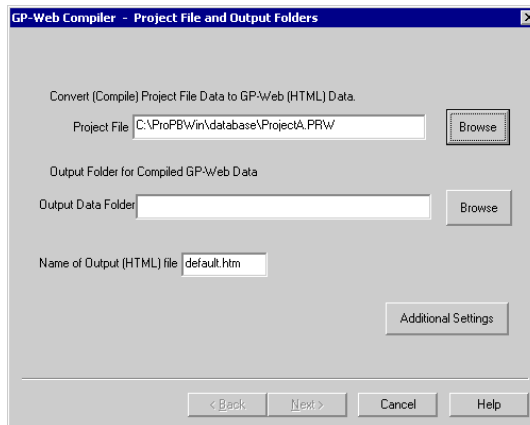 GP-Web Compiler - Project File and Output Folders
Convert (Compile) Project File Data to GP-Web (HTML) Data.
Project File C:\ProPBWin\database\ProjectA.PRW Browse
Output Folder for Compiled GP-Web Data
Output Data Folder Browse
Name of Output (HTML) file default.htm
Additional Settings
< Back Next > Cancel Help